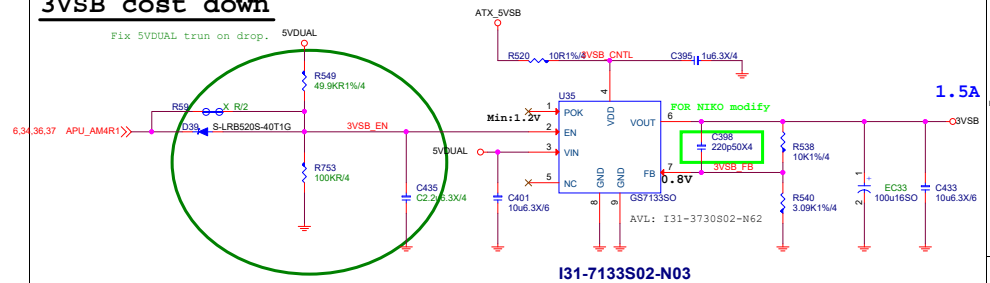 3VSB cost down
Fix 5VDUAL trun on drop.
5VDUAL
R549
49.9KR1%/4
R59
X_R/2
6,34,36,37 APU_AM4R1
D39
S-LRB520S-40T1G
3VSB_EN
R753
100KR/4
C435
C2.2u6.3X/4
ATX_5VSB
R520
10R1%/4
3VSB_CNTL
C395
1u6.3X/4
U35
4
Min:1.2V
1
POK
2
EN
5VDUAL
3
VIN
5
NC
VDD
VOUT
6
FB
7
GND
GND
8
9
GS7133SO
C401
10u6.3X/6
FOR NIKO modify
C398
220p50X4
3VSB_FB
0.8V
R538
10K1%/4
R540
3.09K1%/4
AVL: I31-3730S02-N62
1.5A
3VSB
1
+
2
EC33
100u16SO
C433
10u6.3X/6
I31-7133S02-N03